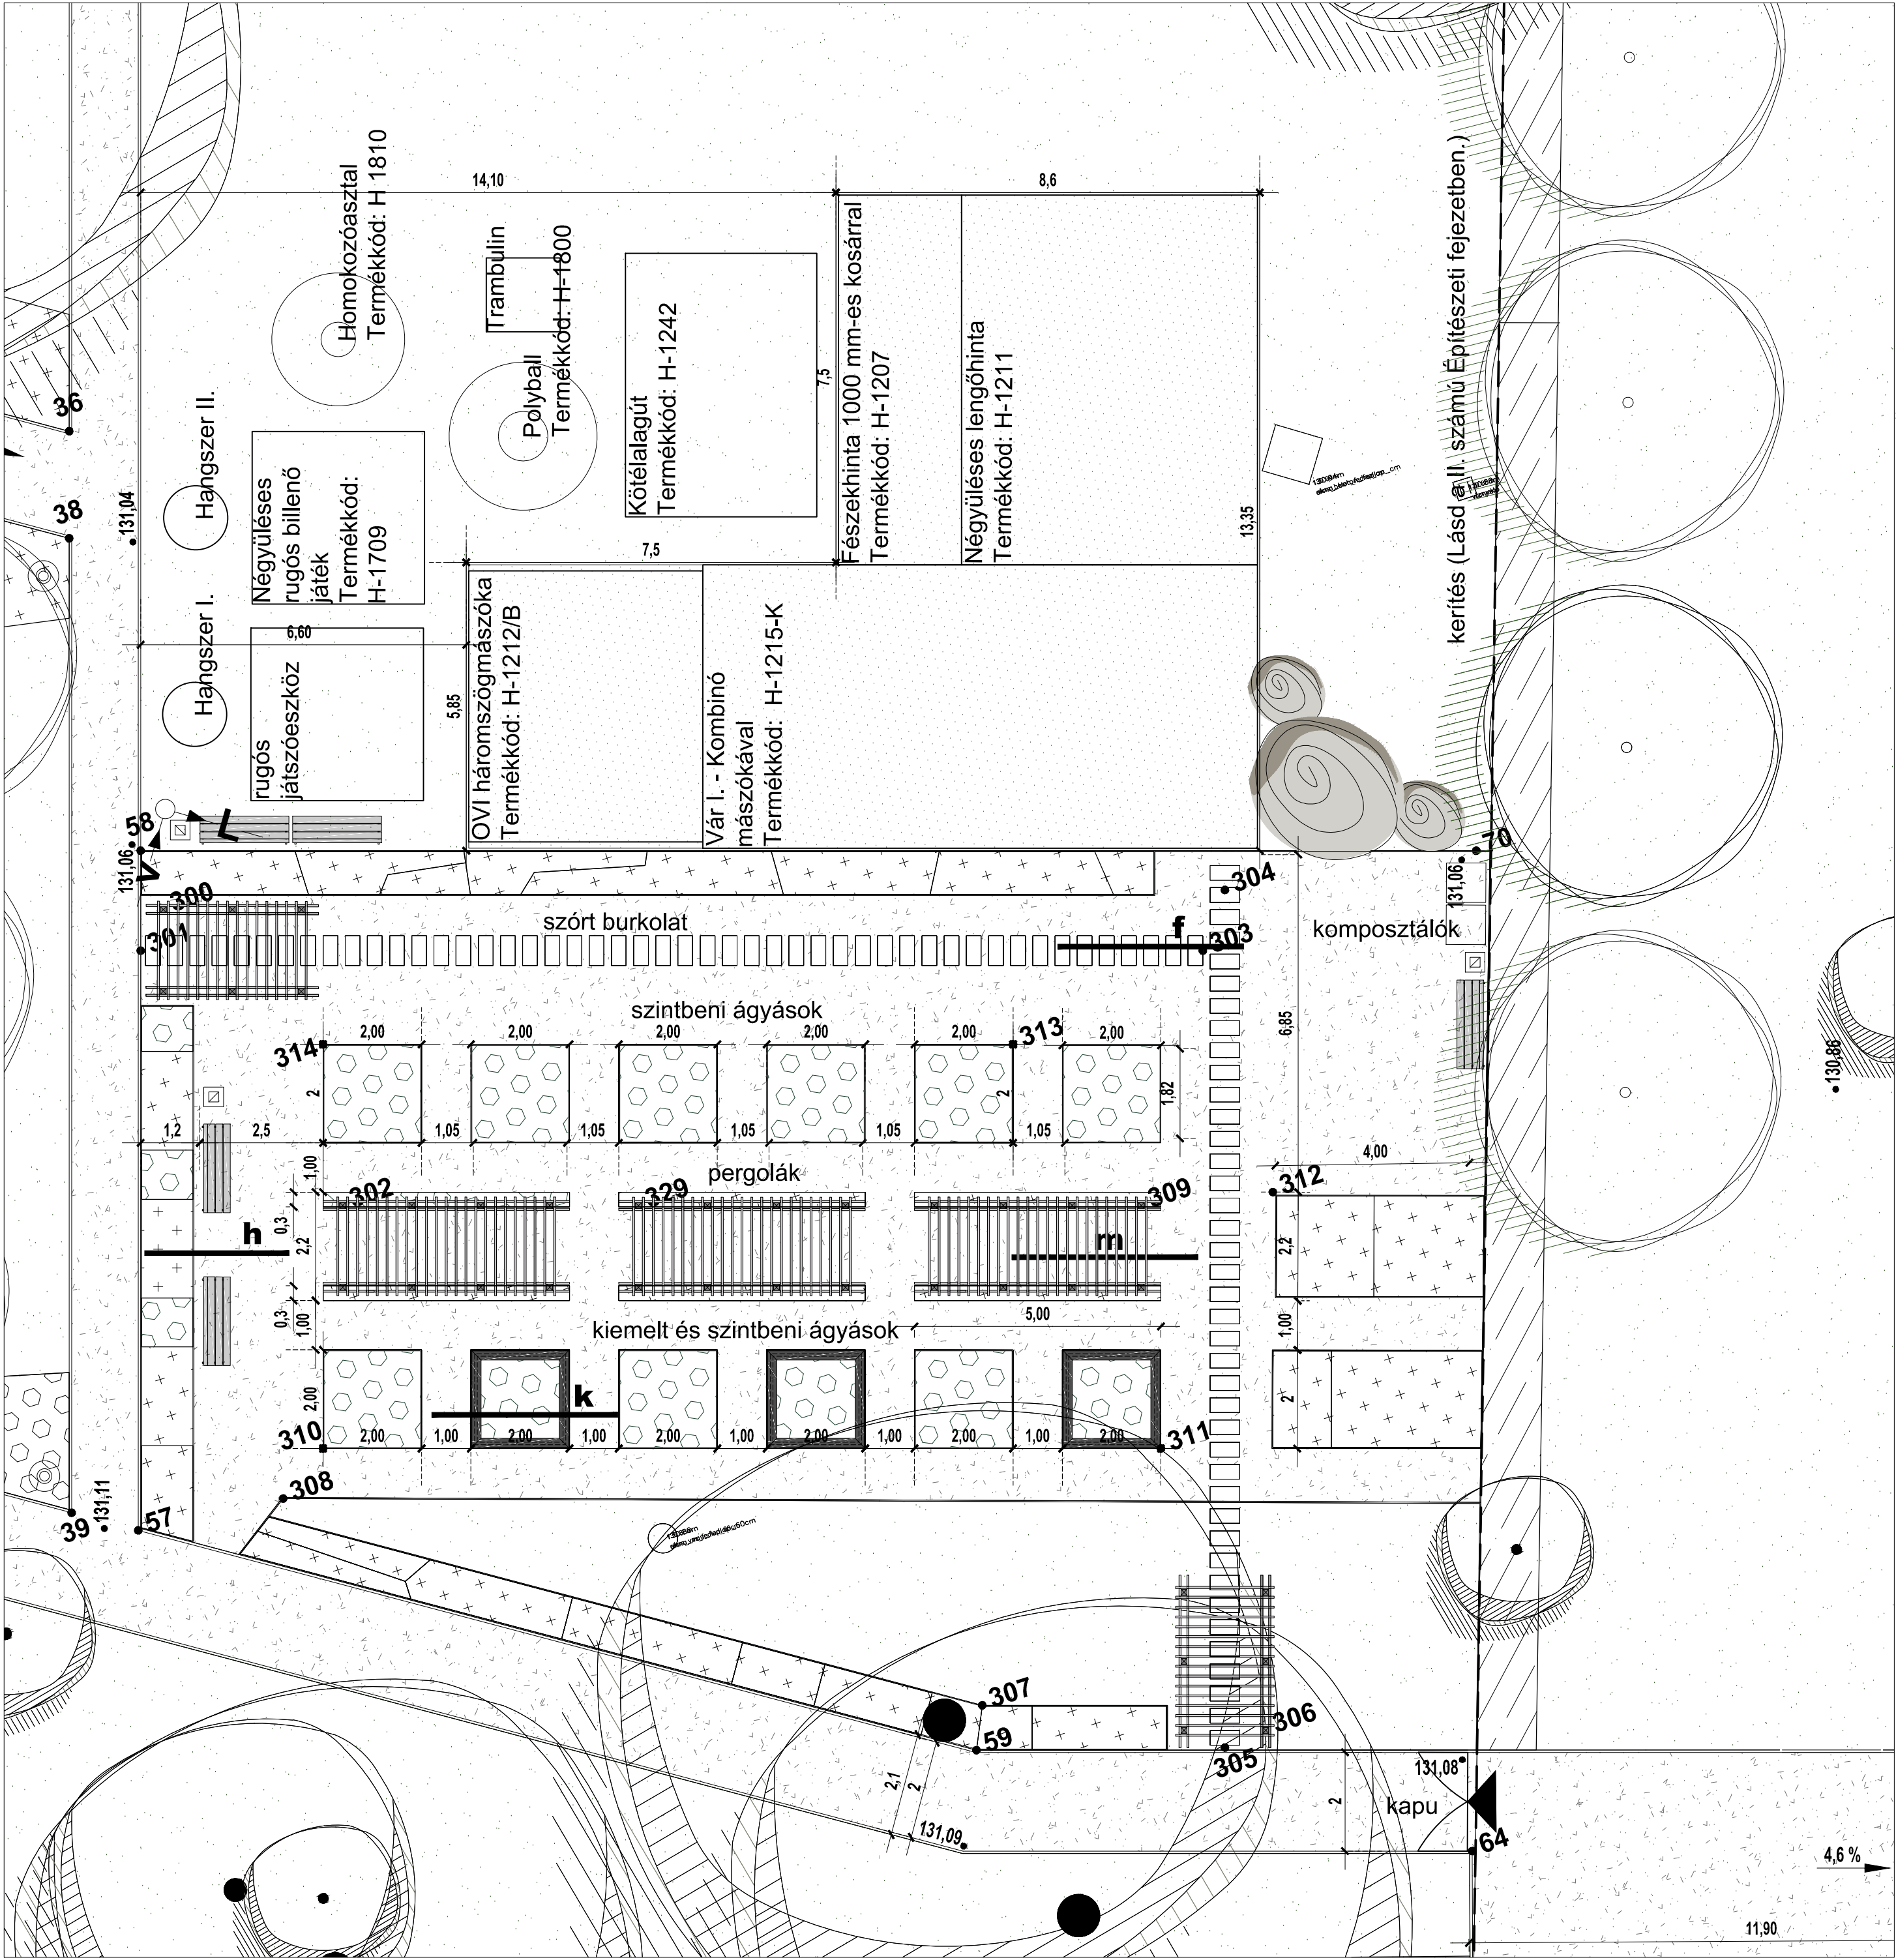 14,10
8,6
Homokozóasztal
Termékkód: H 1810
Trambulin
Termékkód: H-1800
Polyball
Kötélalagút
Termékkód: H-1242
7,5
Fészekhinta 1000 mm-es kosárral
Termékkód: H-1207
Négyüléses lengőhinta
Termékkód: H-1211
13,35
kerítés (Lásd a II. számú Építészeti fejezetben.)
36
38
131,04
Hangszer II.
Négyüléses
rugós billenő
játék
Termékkód:
H-1709
7,5
6,60
Hangszer I.
rugós
játszóeszköz
5,85
OVI háromszögmászóka
Termékkód: H-1212/B
Vár I. - Kombinó
mászókával
Termékkód: H-1215-K
58
131,06
70
131,06
300
301
304
303
szórt burkolat
f
komposztálók
szintbeni ágyások
314
2,00
2,00
2,00
2,00
2,00
313
2,00
6,85
130,86
2
2
1,82
1,2
2,5
1,05
1,05
1,05
1,05
1,05
1,00
pergolák
4,00
302
329
309
312
0,3
2,2
h
m
2,2
0,3
1,00
5,00
1,00
kiemelt és szintbeni ágyások
2,00
k
2
310
2,00
1,00
2,00
1,00
2,00
1,00
2,00
1,00
2,00
1,00
2,00
311
308
39
131,11
57
307
59
306
305
2,1
2
131,09
2
131,08
kapu
64
4,6 %
11,90